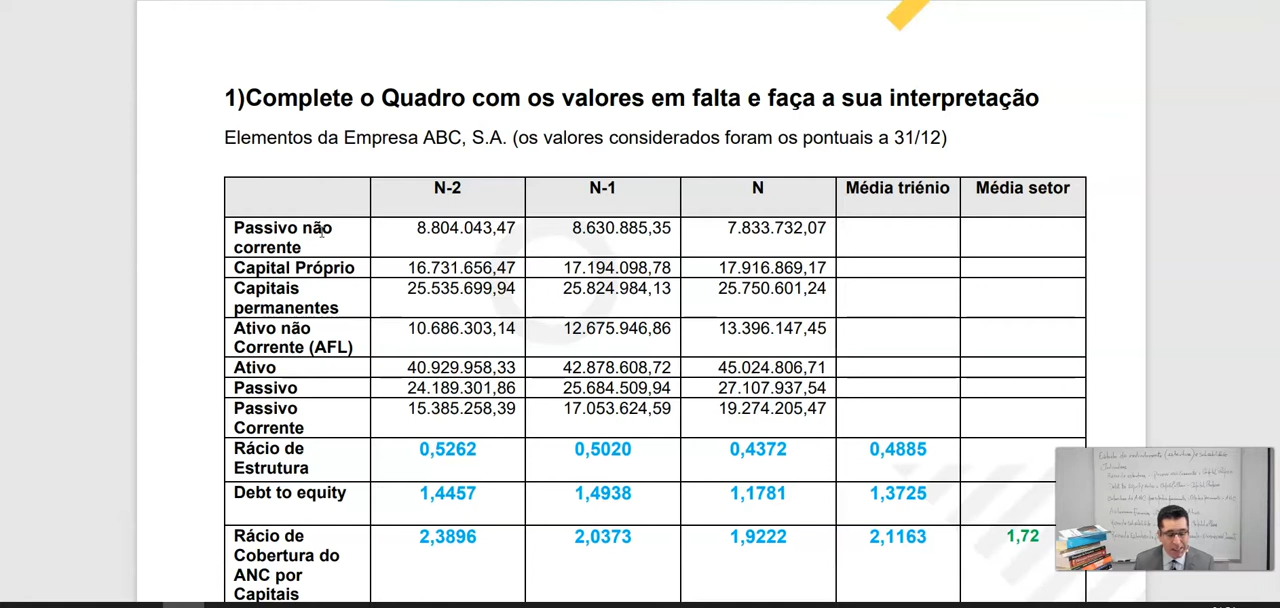 1)Complete o Quadro com os valores em falta e faça a sua interpretação
Elementos da Empresa ABC, S.A. (os valores considerados foram os pontuais a 31/12)
N-2 N-1 N Média triénio Média setor
Passivo não corrente 8.804.043,47 8.630.885,35 7.833.732,07
Capital Próprio 16.731.656,47 17.194.098,78 17.916.869,17
Capitais permanentes 25.535.699,94 25.824.984,13 25.750.601,24
Ativo não Corrente (AFL) 10.686.303,14 12.675.946,86 13.396.147,45
Ativo 40.929.958,33 42.878.608,72 45.024.806,71
Passivo 24.189.301,86 25.684.509,94 27.107.937,54
Passivo Corrente 15.385.258,39 17.053.624,59 19.274.205,47
Rácio de Estrutura 0,5262 0,5020 0,4372 0,4885
Debt to equity 1,4457 1,4938 1,1781 1,3725
Rácio de Cobertura do ANC por Capitais 2,3896 2,0373 1,9222 2,1163 1,72